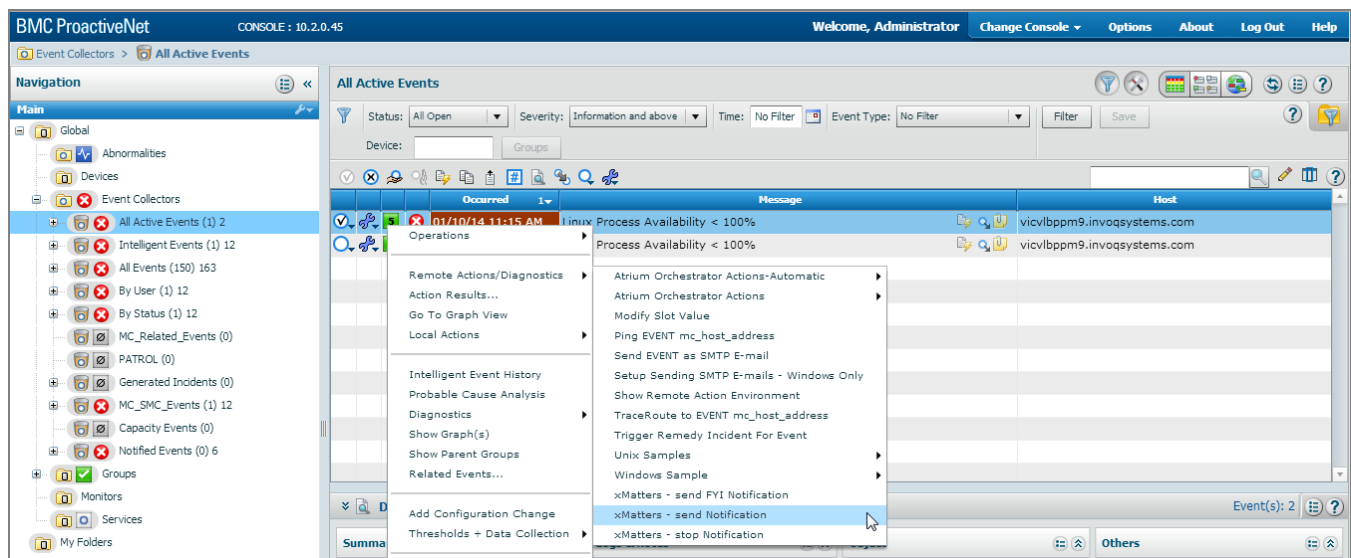 BMC ProactiveNet CONSOLE : 10.2.0.45 Welcome, Administrator Change Console Options About Log Out Help
Event Collectors > All Active Events
Navigation «
Main
Global
Abnormalities
Devices
Event Collectors
All Active Events (1) 2
Intelligent Events (1) 12
All Events (150) 163
By User (1) 12
By Status (1) 12
MC_Related_Events (0)
PATROL (0)
Generated Incidents (0)
MC_SMC_Events (1) 12
Capacity Events (0)
Notified Events (0) 6
Groups
Monitors
Services
My Folders
All Active Events
Status: All Open Severity: Information and above Time: No Filter Event Type: No Filter Filter Save
Device: Groups
Occurred 1 Message Host
5 01/10/14 11:15 AM Linux Process Availability < 100% vicvlbppm9.invoqsystems.com
Process Availability < 100% vicvlbppm9.invoqsystems.com
Operations
Remote Actions/Diagnostics
Action Results...
Go To Graph View
Local Actions
Intelligent Event History
Probable Cause Analysis
Diagnostics
Show Graph(s)
Show Parent Groups
Related Events...
Add Configuration Change
Thresholds + Data Collection
Atrium Orchestrator Actions-Automatic
Atrium Orchestrator Actions
Modify Slot Value
Ping EVENT mc_host_address
Send EVENT as SMTP E-mail
Setup Sending SMTP E-mails - Windows Only
Show Remote Action Environment
TraceRoute to EVENT mc_host_address
Trigger Remedy Incident For Event
Unix Samples
Windows Sample
xMatters - send FYI Notification
xMatters - send Notification
xMatters - stop Notification
D Event(s): 2
Summa Others